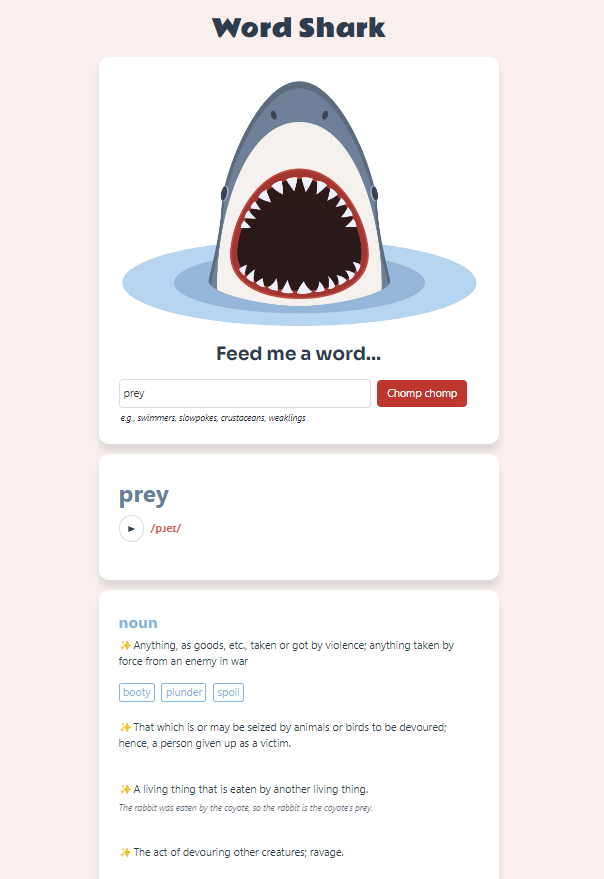 Word Shark
Feed me a word...
prey
Chomp chomp
e.g., swimmers, slowpokes, crustaceans, weaklings
prey
/pɹeɪ/
noun
✨Anything, as goods, etc., taken or got by violence; anything taken by
force from an enemy in war
booty plunder spoil
✨That which is or may be seized by animals or birds to be devoured;
hence, a person given up as a victim.
✨A living thing that is eaten by another living thing.
The rabbit was eaten by the coyote, so the rabbit is the coyote's prey.
✨The act of devouring other creatures; ravage.